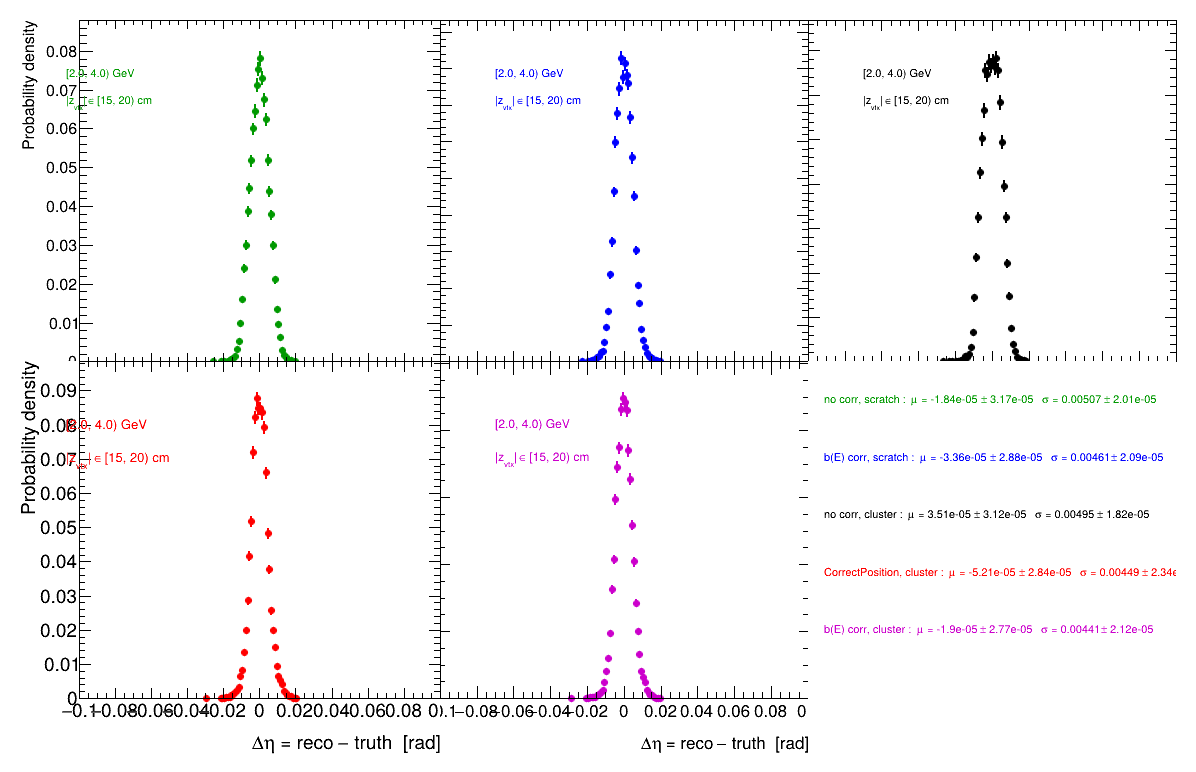 Probability density
0.08
0.07
0.06
0.05
0.04
0.03
0.02
0.01
0
[2.0, 4.0) GeV
|z_vtx| ∈ [15, 20) cm
[2.0, 4.0) GeV
|z_vtx| ∈ [15, 20) cm
[2.0, 4.0) GeV
|z_vtx| ∈ [15, 20) cm
Probability density
0.09
0.08
0.07
0.06
0.05
0.04
0.03
0.02
0.01
0
[2.0, 4.0) GeV
|z_vtx| ∈ [15, 20) cm
−0.1 −0.08 −0.06 −0.04 −0.02 0 0.02 0.04 0.06 0.08 0.1
Δη = reco − truth [rad]
[2.0, 4.0) GeV
|z_vtx| ∈ [15, 20) cm
−0.08 −0.06 −0.04 −0.02 0 0.02 0.04 0.06 0.08 0
Δη = reco − truth [rad]
no corr, scratch : μ = -1.84e-05 ± 3.17e-05 σ = 0.00507 ± 2.01e-05
b(E) corr, scratch : μ = -3.36e-05 ± 2.88e-05 σ = 0.00461 ± 2.09e-05
no corr, cluster : μ = 3.51e-05 ± 3.12e-05 σ = 0.00495 ± 1.82e-05
CorrectPosition, cluster : μ = -5.21e-05 ± 2.84e-05 σ = 0.00449 ± 2.34e
b(E) corr, cluster : μ = -1.9e-05 ± 2.77e-05 σ = 0.00441 ± 2.12e-05